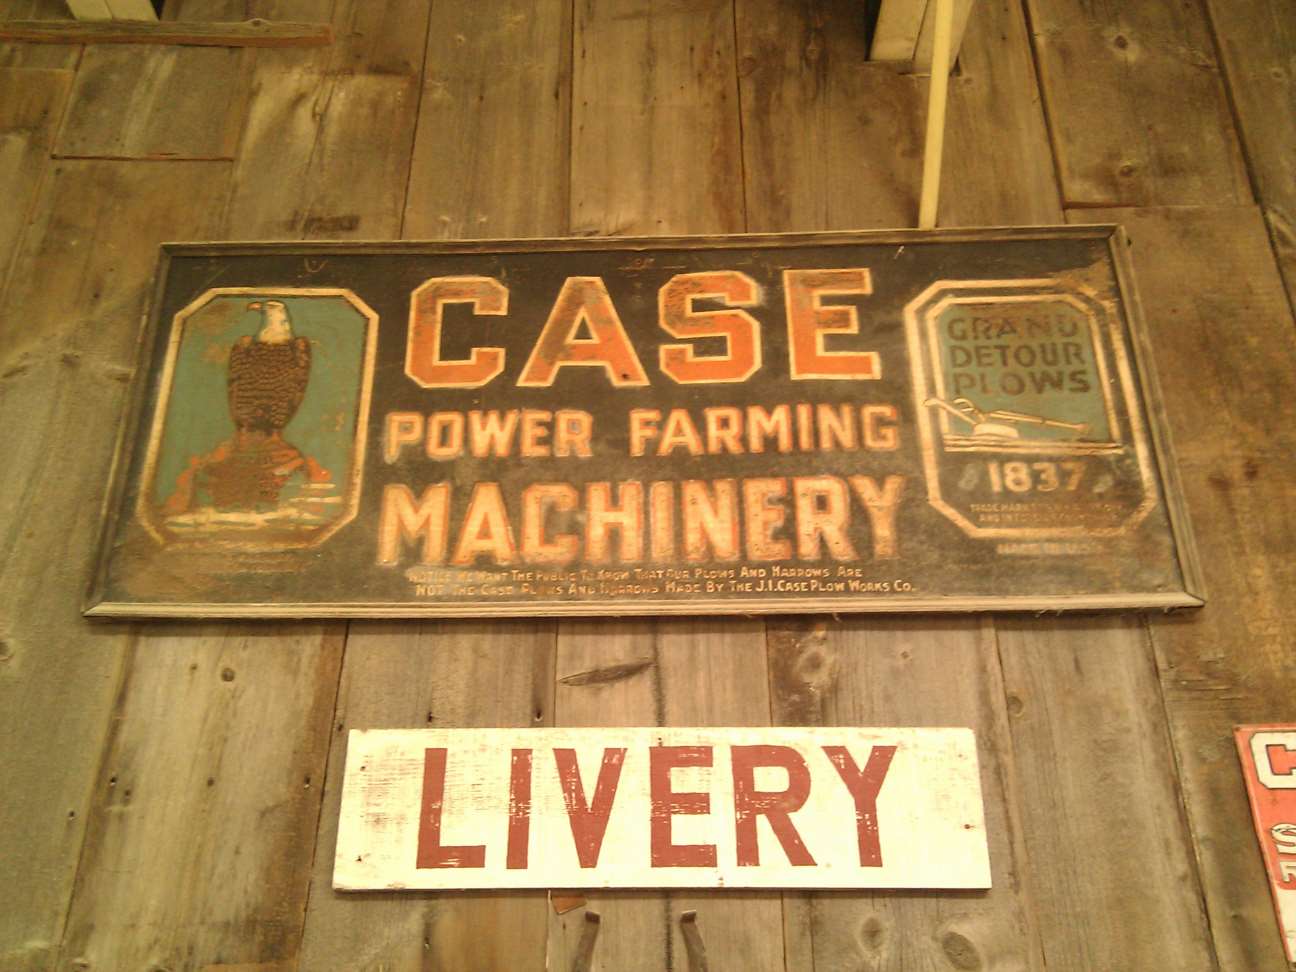 CASE
POWER FARMING
MACHINERY
NOTICE WE WANT THE PUBLIC TO KNOW THAT OUR PLOWS AND HARROWS ARE
NOT THE CASE PLOWS AND HARROWS MADE BY THE J.I. CASE PLOW WORKS CO.
GRAND
DETOUR
PLOWS
1837
LIVERY
C
S